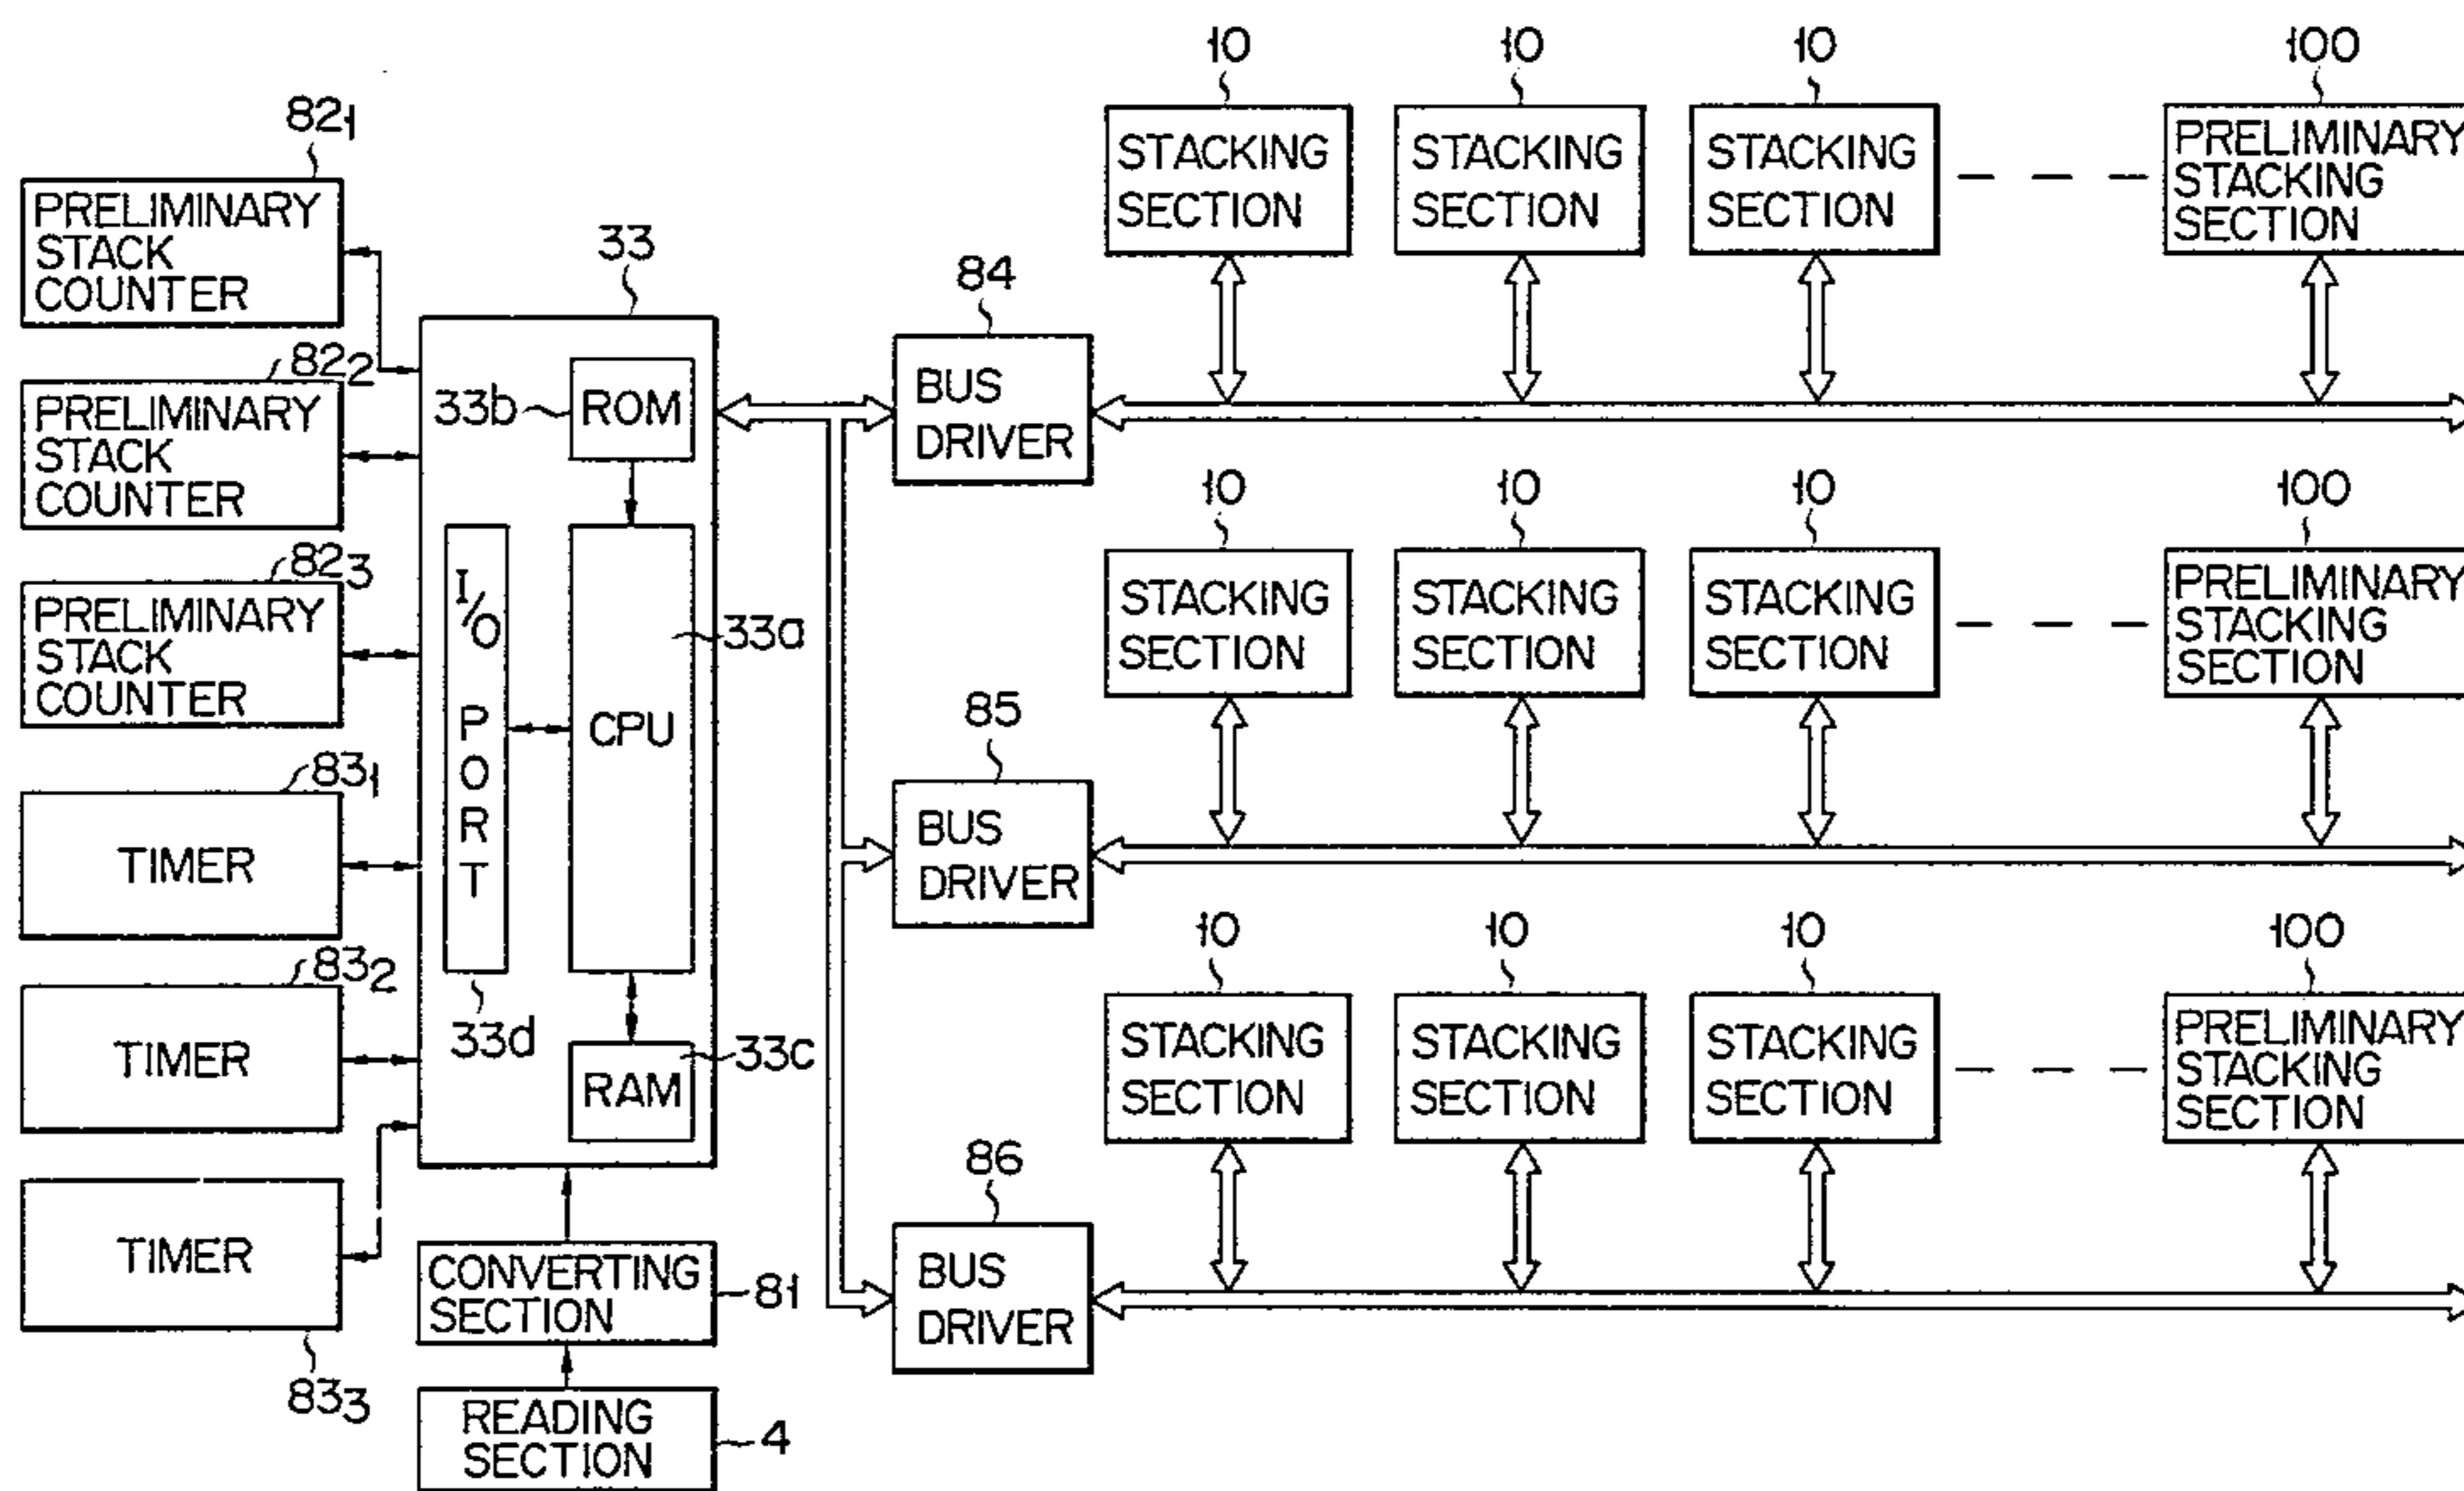 10 10 10 100
82₁
STACKING STACKING STACKING PRELIMINARY
SECTION SECTION SECTION STACKING
SECTION
PRELIMINARY
STACK
COUNTER
33
84
82₂
PRELIMINARY
STACK
COUNTER
33b ROM
BUS
DRIVER
10 10 10 100
82₃
PRELIMINARY
STACK
COUNTER
I/O
PORT
33a
CPU
STACKING STACKING STACKING PRELIMINARY
SECTION SECTION SECTION STACKING
SECTION
85
83₁
TIMER
BUS
DRIVER
10 10 10 100
83₂
33d
33c
TIMER
RAM
STACKING STACKING STACKING PRELIMINARY
SECTION SECTION SECTION STACKING
SECTION
86
TIMER
83₃
CONVERTING
SECTION
81
BUS
DRIVER
READING
SECTION
4